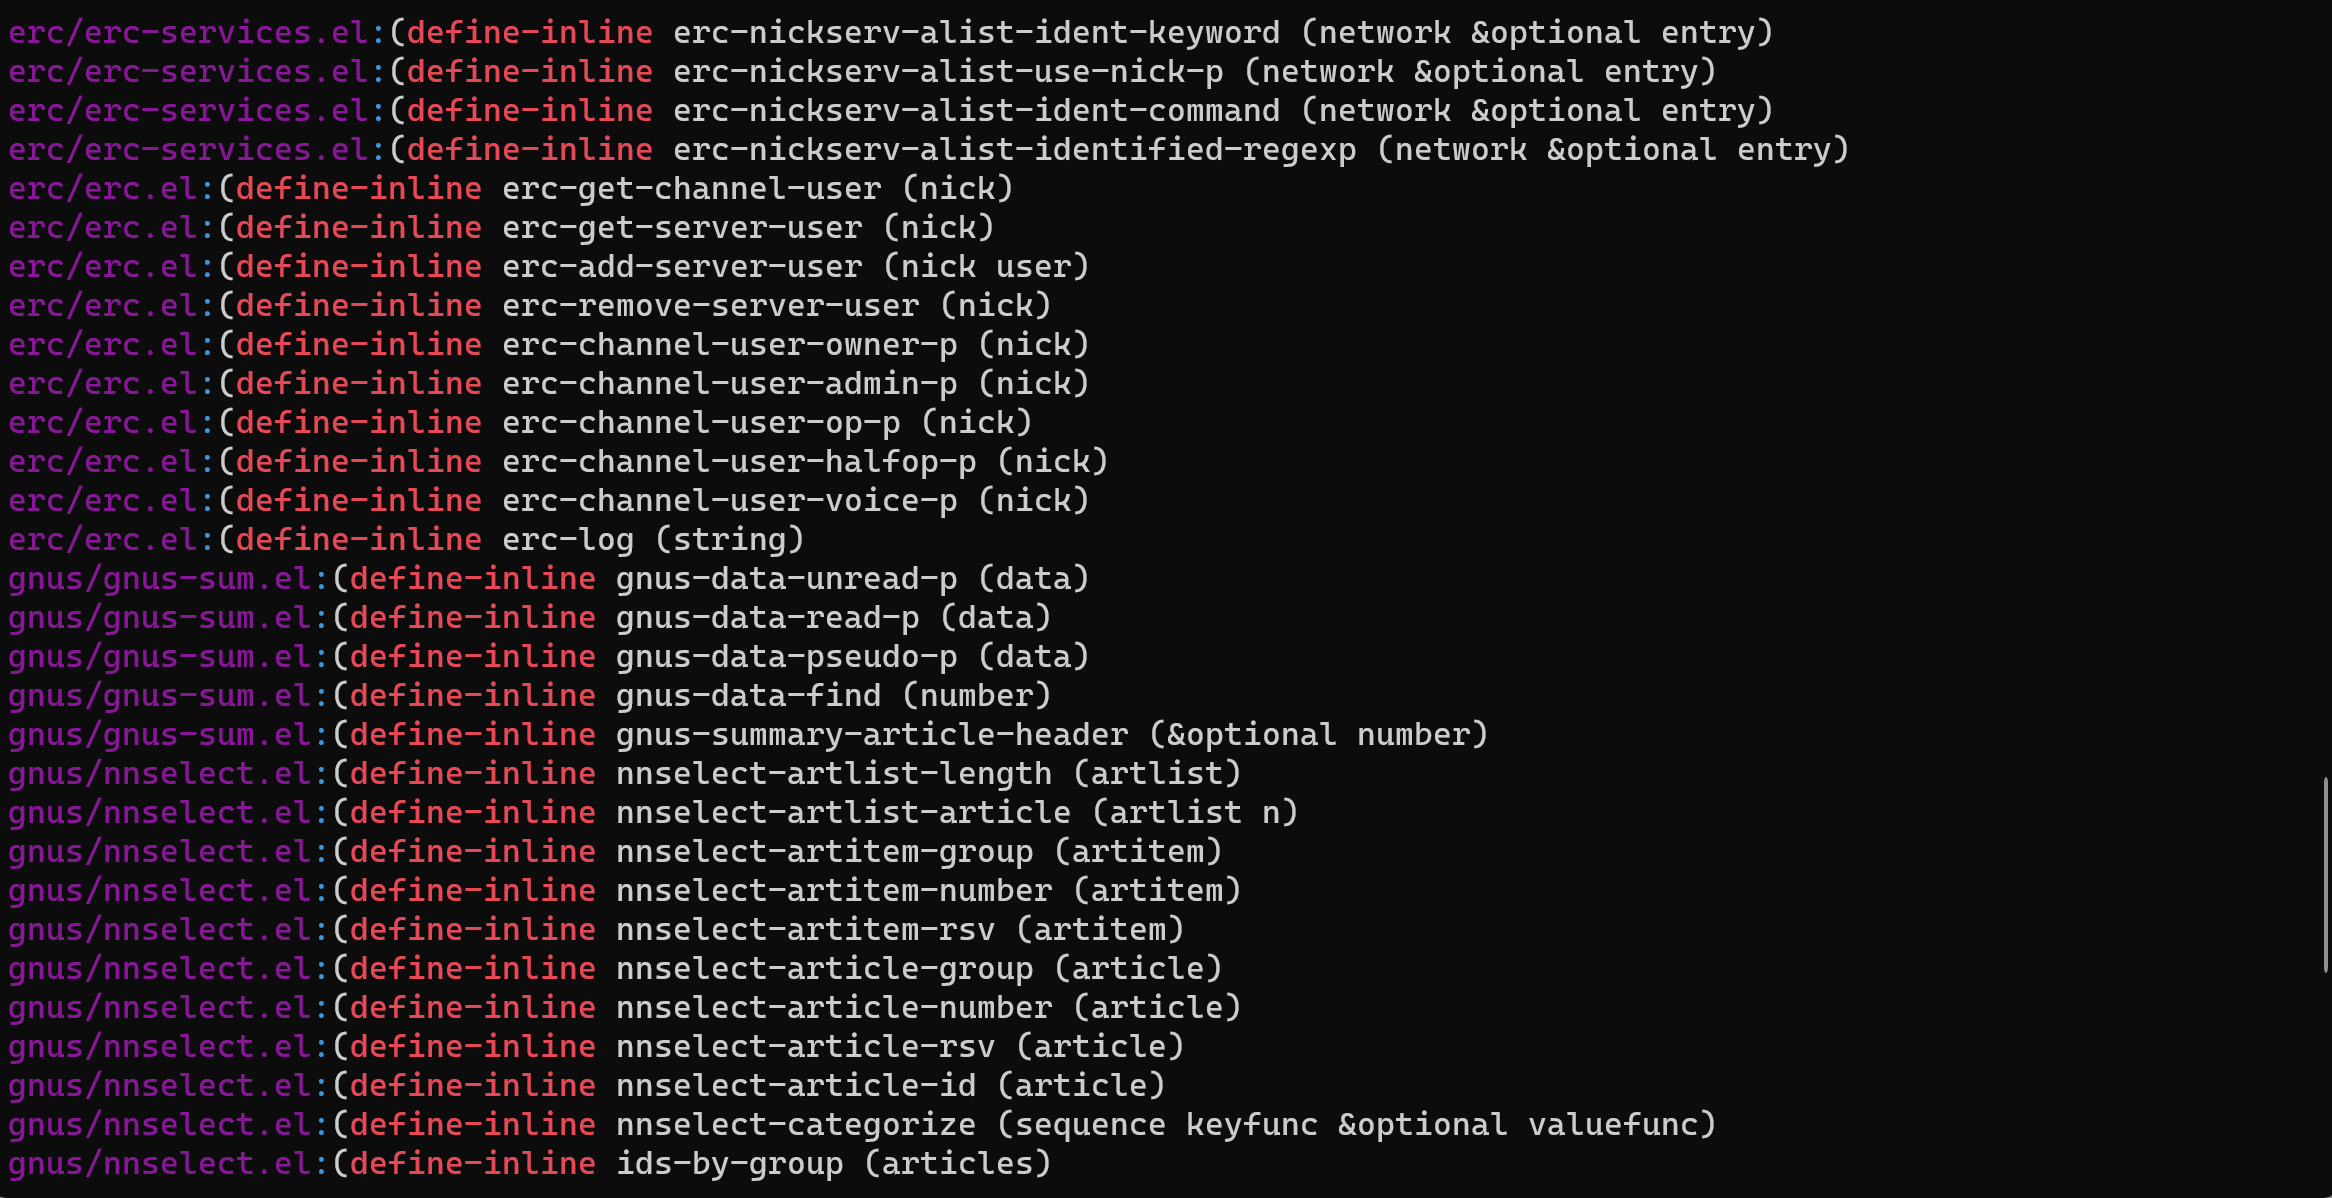 erc/erc-services.el:(define-inline erc-nickserv-alist-ident-keyword (network &optional entry)
erc/erc-services.el:(define-inline erc-nickserv-alist-use-nick-p (network &optional entry)
erc/erc-services.el:(define-inline erc-nickserv-alist-ident-command (network &optional entry)
erc/erc-services.el:(define-inline erc-nickserv-alist-identified-regexp (network &optional entry)
erc/erc.el:(define-inline erc-get-channel-user (nick)
erc/erc.el:(define-inline erc-get-server-user (nick)
erc/erc.el:(define-inline erc-add-server-user (nick user)
erc/erc.el:(define-inline erc-remove-server-user (nick)
erc/erc.el:(define-inline erc-channel-user-owner-p (nick)
erc/erc.el:(define-inline erc-channel-user-admin-p (nick)
erc/erc.el:(define-inline erc-channel-user-op-p (nick)
erc/erc.el:(define-inline erc-channel-user-halfop-p (nick)
erc/erc.el:(define-inline erc-channel-user-voice-p (nick)
erc/erc.el:(define-inline erc-log (string)
gnus/gnus-sum.el:(define-inline gnus-data-unread-p (data)
gnus/gnus-sum.el:(define-inline gnus-data-read-p (data)
gnus/gnus-sum.el:(define-inline gnus-data-pseudo-p (data)
gnus/gnus-sum.el:(define-inline gnus-data-find (number)
gnus/gnus-sum.el:(define-inline gnus-summary-article-header (&optional number)
gnus/nnselect.el:(define-inline nnselect-artlist-length (artlist)
gnus/nnselect.el:(define-inline nnselect-artlist-article (artlist n)
gnus/nnselect.el:(define-inline nnselect-artitem-group (artitem)
gnus/nnselect.el:(define-inline nnselect-artitem-number (artitem)
gnus/nnselect.el:(define-inline nnselect-artitem-rsv (artitem)
gnus/nnselect.el:(define-inline nnselect-article-group (article)
gnus/nnselect.el:(define-inline nnselect-article-number (article)
gnus/nnselect.el:(define-inline nnselect-article-rsv (article)
gnus/nnselect.el:(define-inline nnselect-article-id (article)
gnus/nnselect.el:(define-inline nnselect-categorize (sequence keyfunc &optional valuefunc)
gnus/nnselect.el:(define-inline ids-by-group (articles)